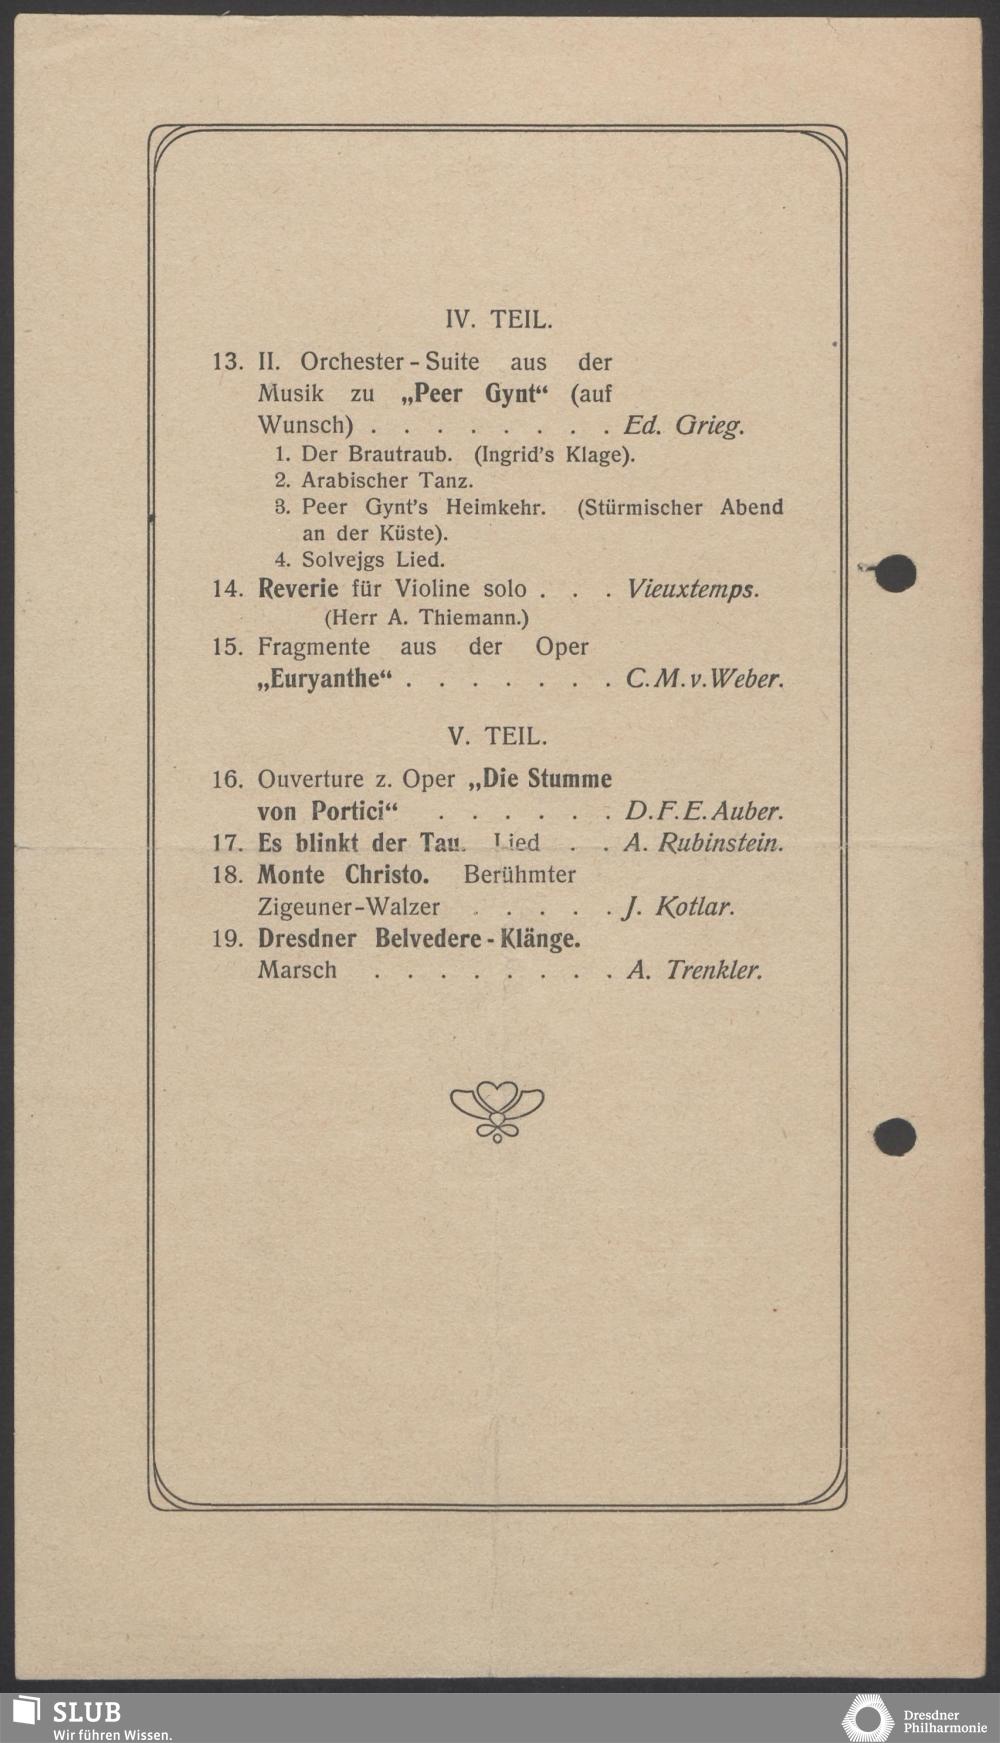 IV. TEIL.
13. II. Orchester-Suite aus der
Musik zu „Peer Gynt“ (auf
Wunsch) . . . . . . . . Ed. Grieg.
1. Der Brautraub. (Ingrid's Klage).
2. Arabischer Tanz.
3. Peer Gynt's Heimkehr. (Stürmischer Abend
an der Küste).
4. Solvejgs Lied.
14. Reverie für Violine solo . . . Vieuxtemps.
(Herr A. Thiemann.)
15. Fragmente aus der Oper
„Euryanthe“ . . . . . . . C. M. v. Weber.
V. TEIL.
16. Ouverture z. Oper „Die Stumme
von Portici“ . . . . . . D. F. E. Auber.
17. Es blinkt der Tau. Lied . . A. Rubinstein.
18. Monte Christo. Berühmter
Zigeuner-Walzer . . . . . J. Kotlar.
19. Dresdner Belvedere-Klänge.
Marsch . . . . . . . . A. Trenkler.
SLUB
Wir führen Wissen.
Dresdner
Philharmonie